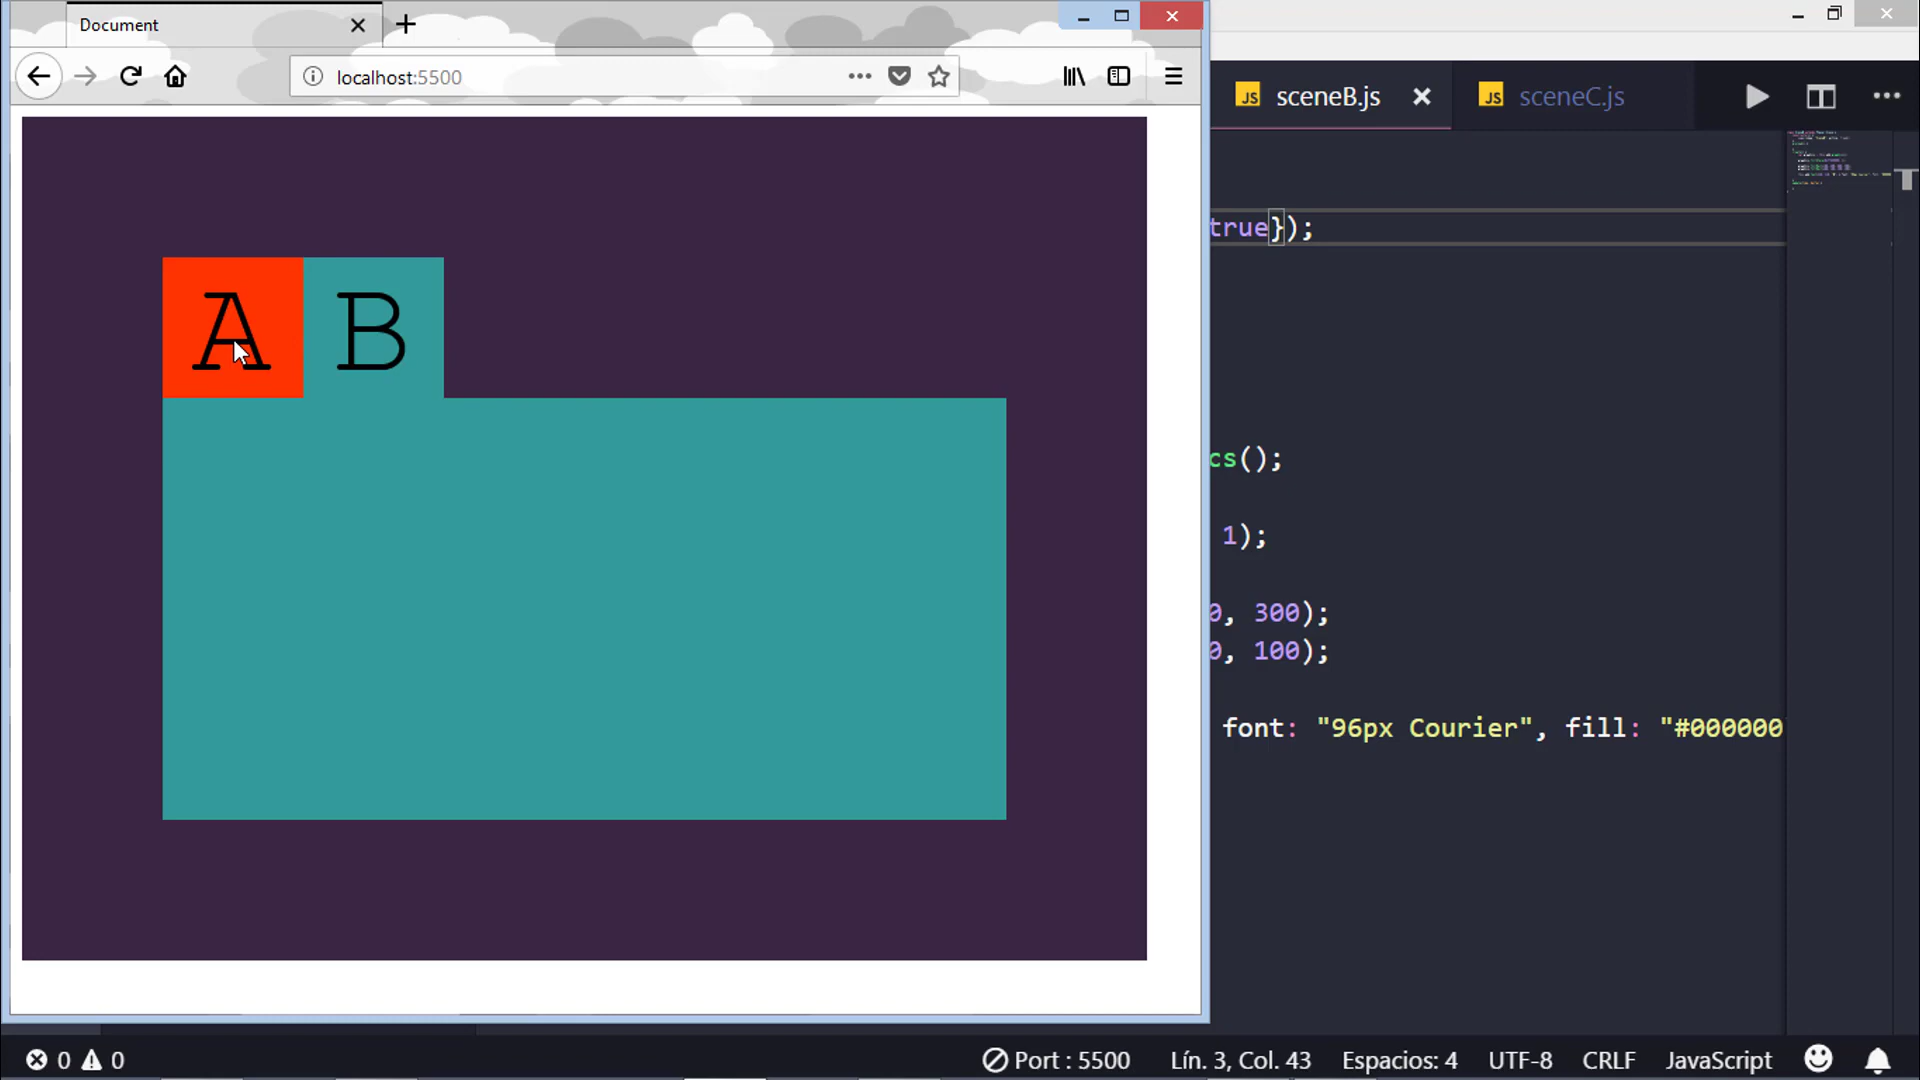 Document
localhost:5500
sceneB.js
sceneC.js
true});
A B
cs();
1);
0, 300);
0, 100);
font: "96px Courier", fill: "#000000
0 0
Port : 5500
Lín. 3, Col. 43
Espacios: 4
UTF-8
CRLF
JavaScript